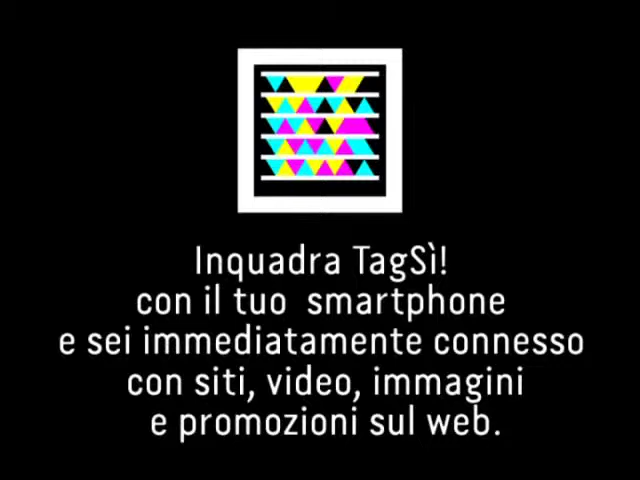 Inquadra TagSì!
con il tuo smartphone
e sei immediatamente connesso
con siti, video, immagini
e promozioni sul web.